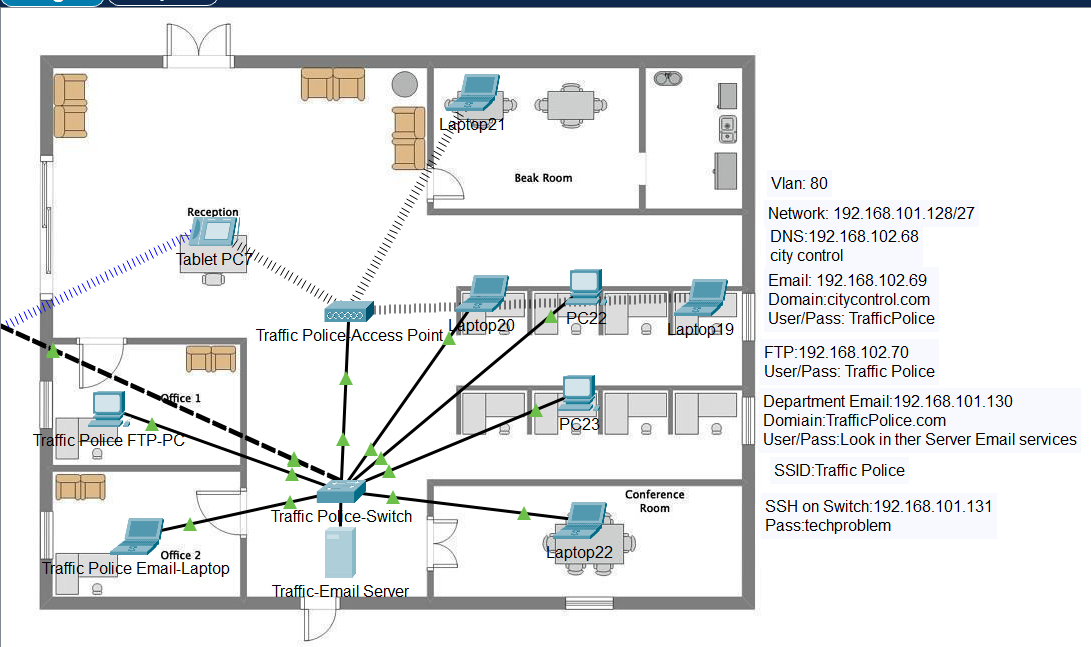 Laptop21
Beak Room
Reception
Tablet PC7
Traffic Police-Access Point
Laptop20
PC22
Laptop19
Office 1
Traffic Police FTP-PC
PC23
Traffic Police-Switch
Conference
Room
Laptop22
Office 2
Traffic Police Email-Laptop
Traffic-Email Server
Vlan: 80
Network: 192.168.101.128/27
DNS:192.168.102.68
city control
Email: 192.168.102.69
Domain:citycontrol.com
User/Pass: TrafficPolice
FTP:192.168.102.70
User/Pass: Traffic Police
Department Email:192.168.101.130
Domiain:TrafficPolice.com
User/Pass:Look in ther Server Email services
SSID:Traffic Police
SSH on Switch:192.168.101.131
Pass:techproblem